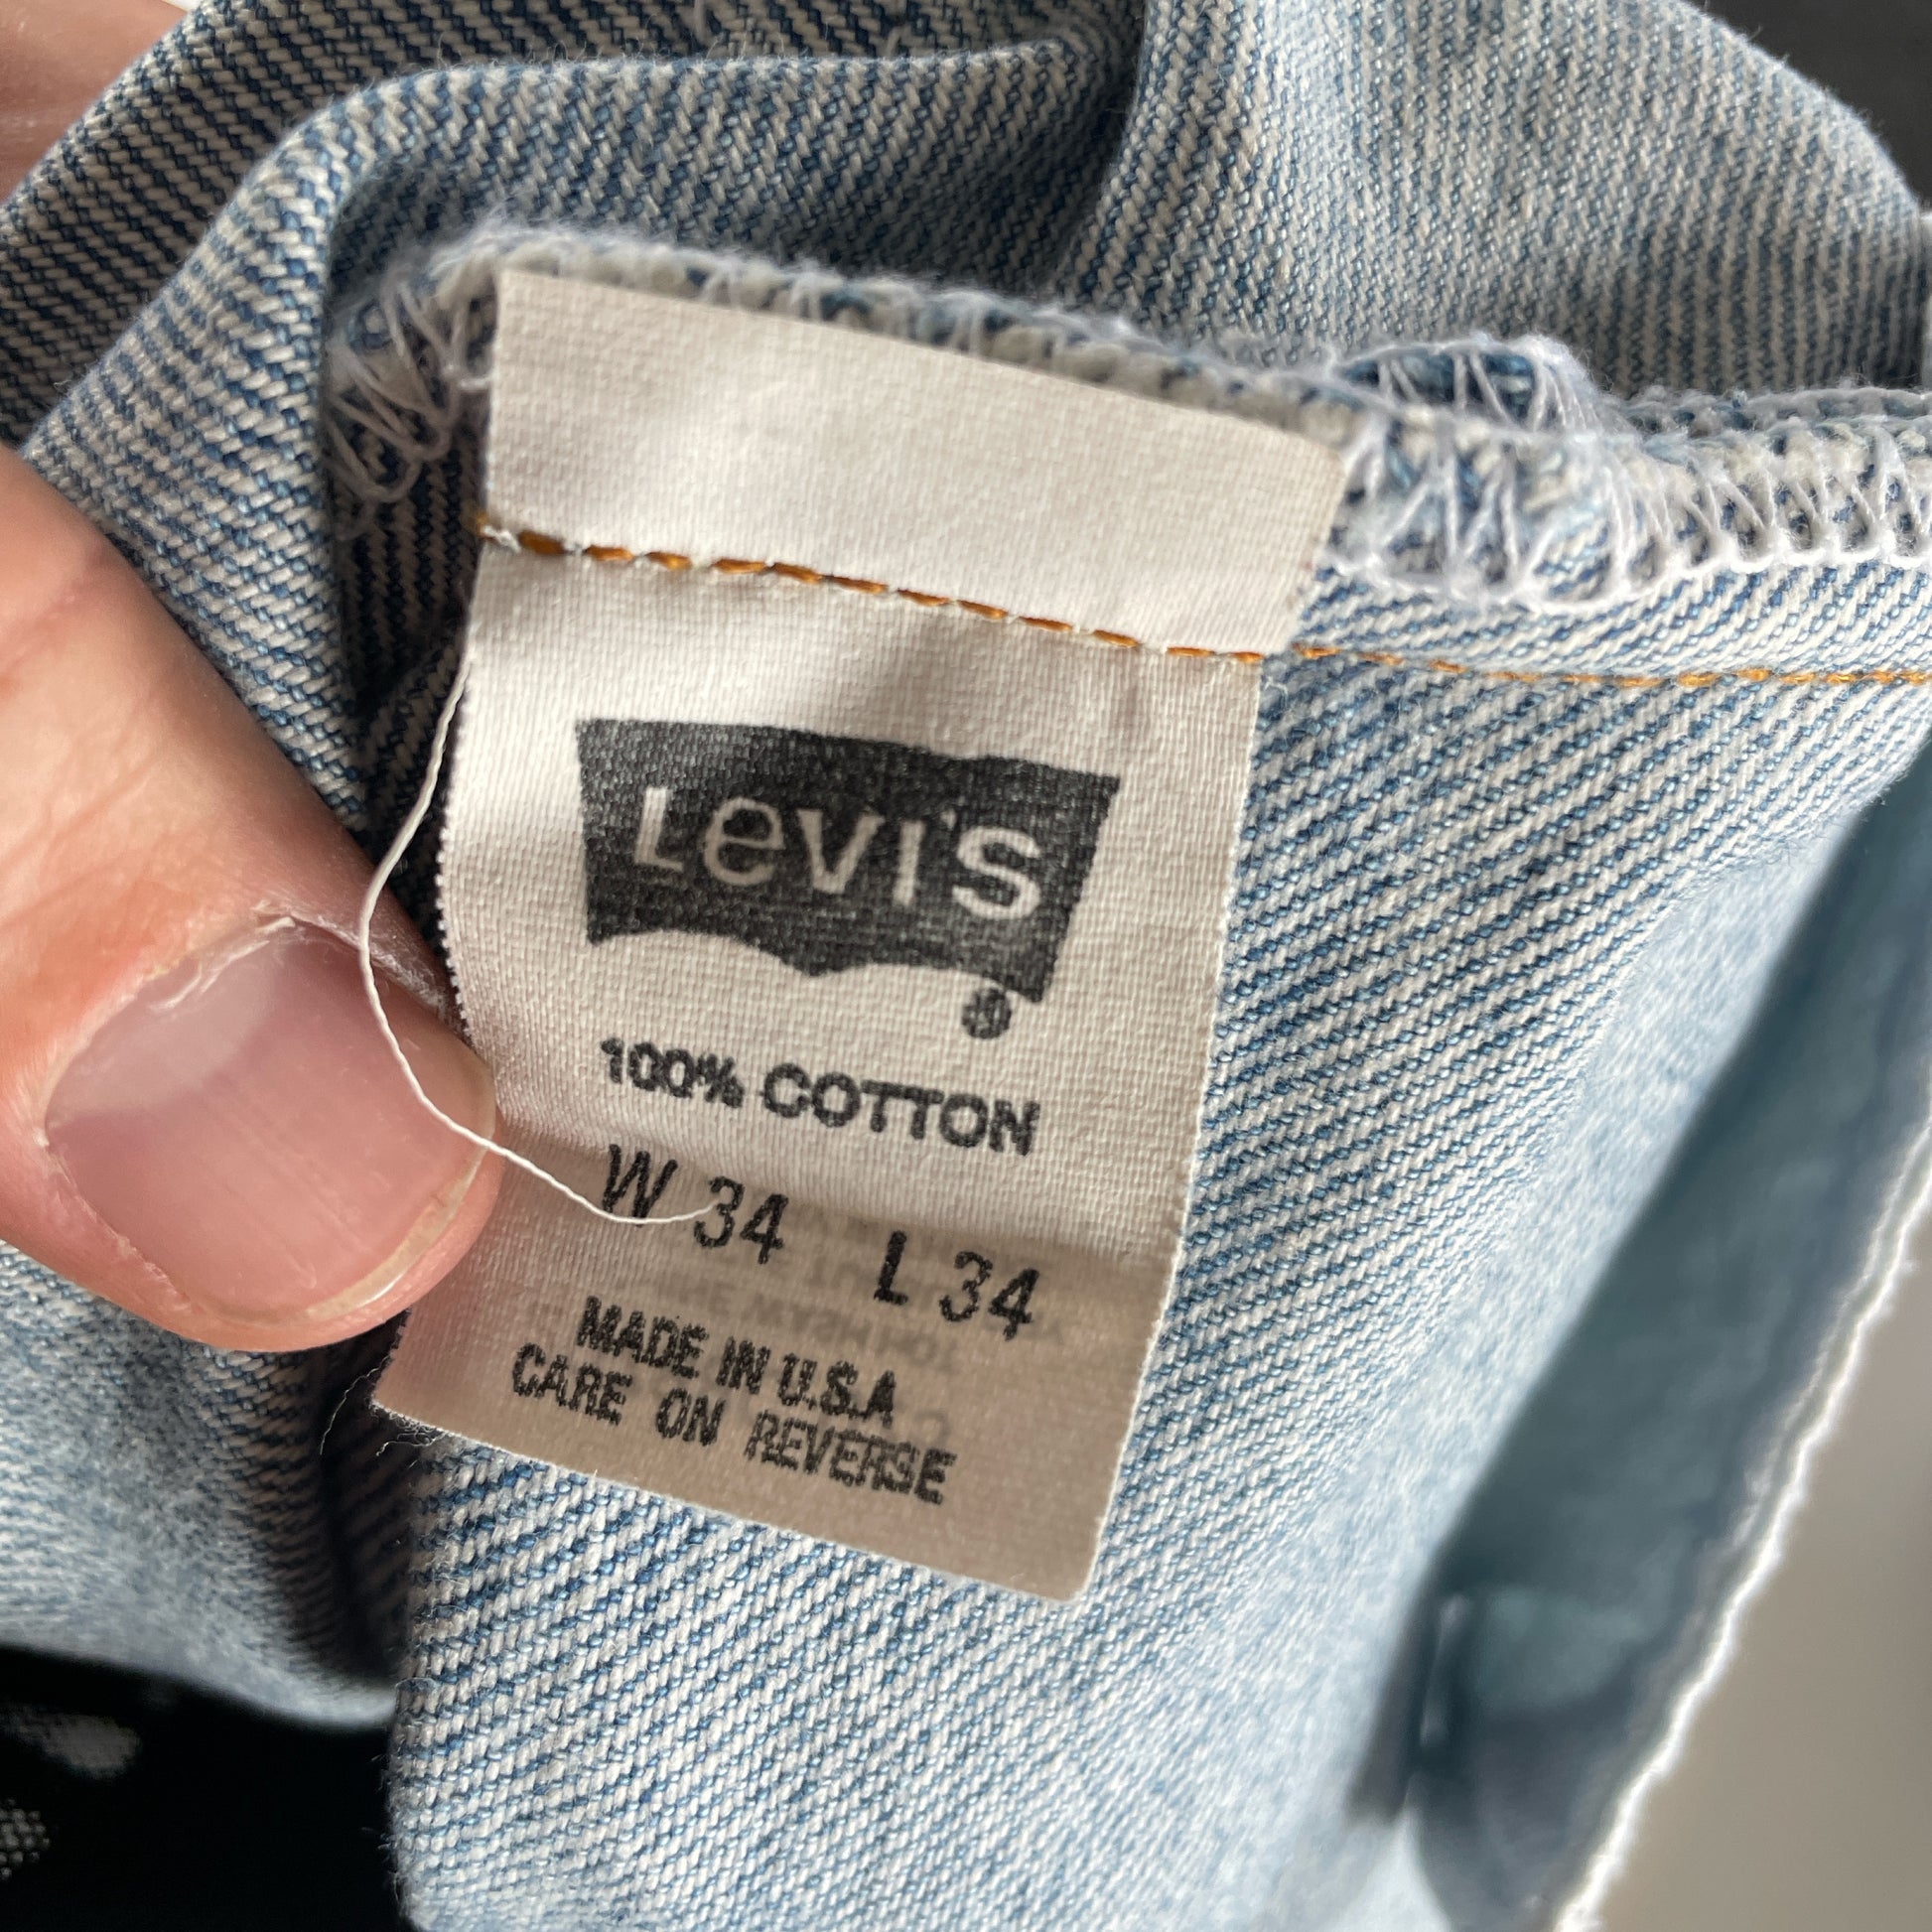 Levi's
®
100% COTTON
W 34 L 34
MADE IN U.S.A
CARE ON REVERSE